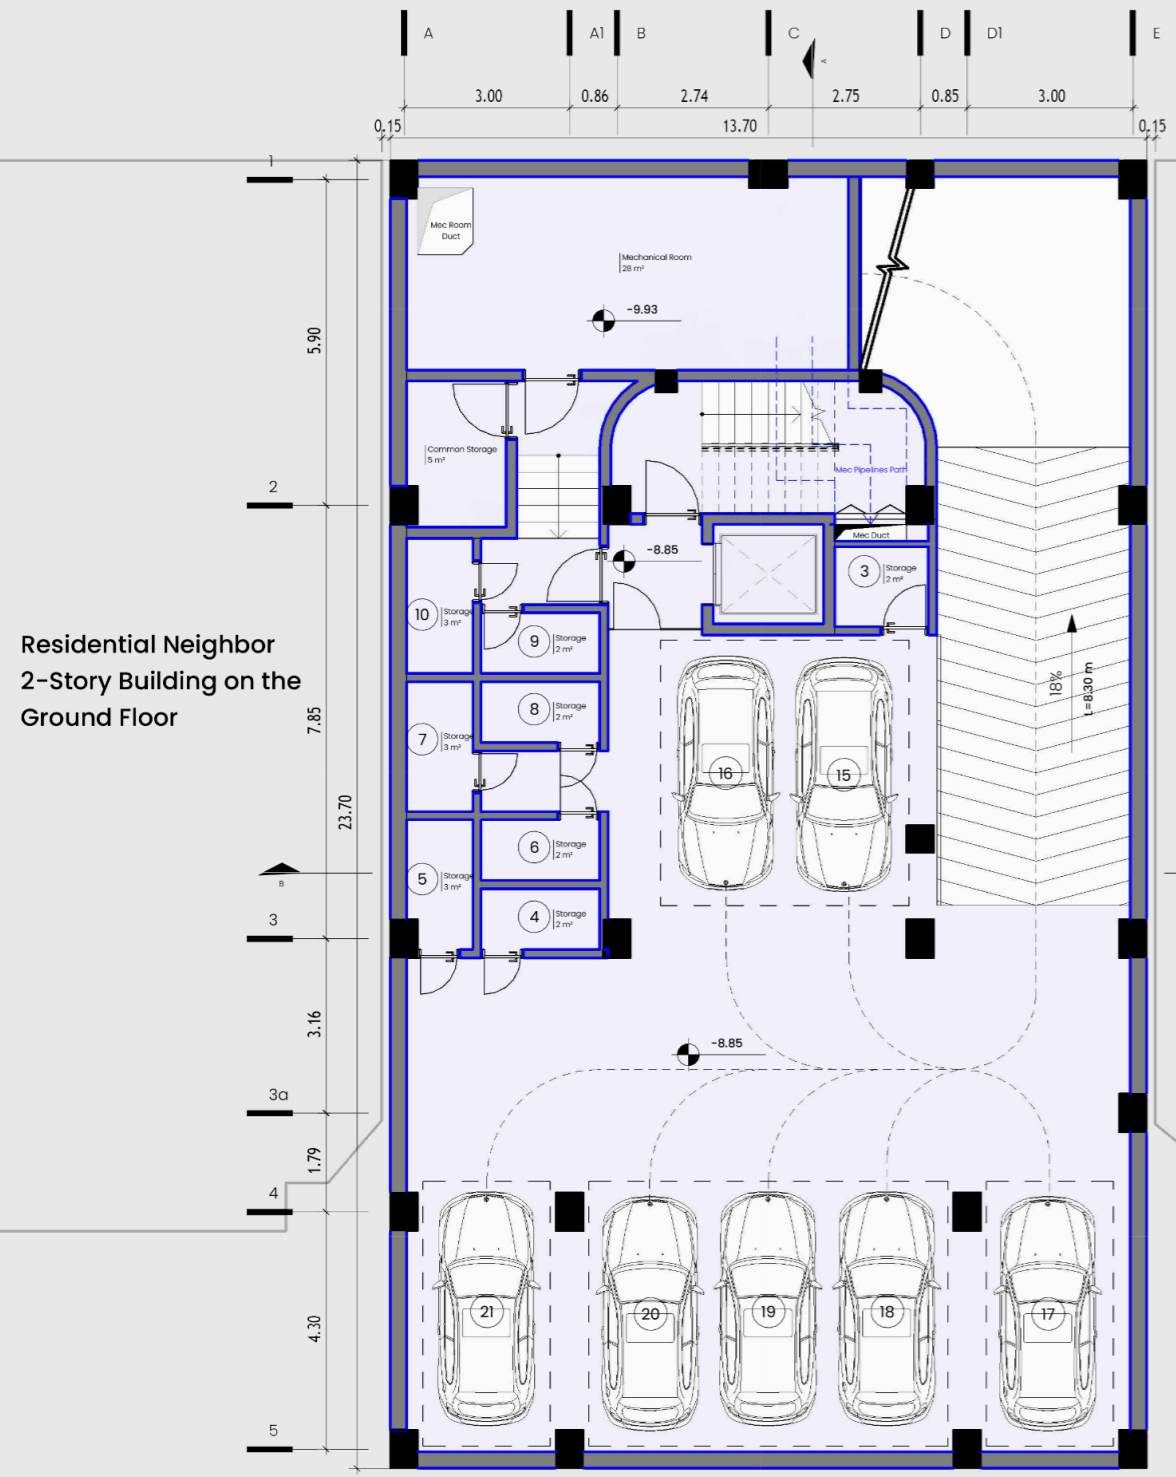 A
A1
B
C
D
D1
E
A
3.00
0.86
2.74
2.75
0.85
3.00
0.15
13.70
0.15
1
Mec Room
Duct
Mechanical Room
28 m²
-9.93
5.90
Common Storage
5 m²
Mec Pipelines Path
2
Mec Duct
-8.85
3
Storage
2 m²
10
Storage
3 m²
9
Storage
2 m²
Residential Neighbor
2-Story Building on the
Ground Floor
7.85
18%
L=8.30 m
8
Storage
2 m²
7
Storage
3 m²
16
15
23.70
6
Storage
2 m²
5
Storage
3 m²
B
4
Storage
2 m²
3
3.16
-8.85
3a
1.79
4
21
20
19
18
17
4.30
5